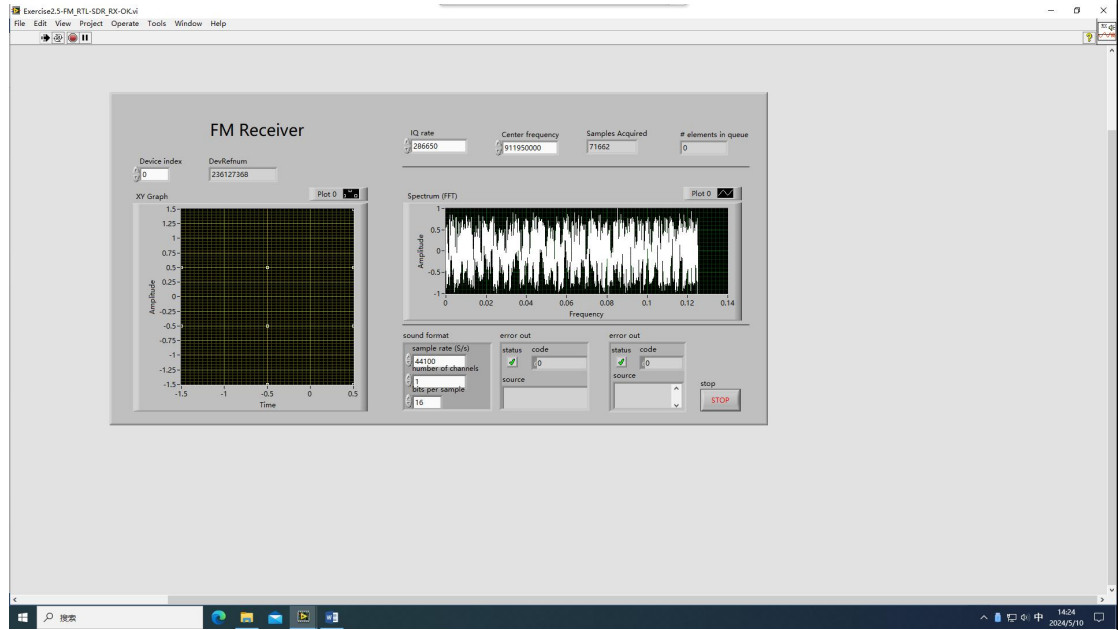 Exercise2.5-FM_RTL-SDR_RX-OK.vi
File Edit View Project Operate Tools Window Help
FM Receiver
IQ rate
286650
Center frequency
911950000
Samples Acquired
71662
# elements in queue
0
Device index
0
DevRefnum
236127368
XY Graph
Plot 0
1.5
1.25
1
0.75
0.5
0.25
0
-0.25
-0.5
-0.75
-1
-1.25
-1.5
Amplitude
-1.5 -1 -0.5 0 0.5
Time
Spectrum (FFT)
Plot 0
1
0.5
0
-0.5
-1
Amplitude
0 0.02 0.04 0.06 0.08 0.1 0.12 0.14
Frequency
sound format
sample rate (S/s)
44100
number of channels
1
bits per sample
16
error out
status code
0
source
error out
status code
0
source
stop
STOP
搜索
中
14:24
2024/5/10